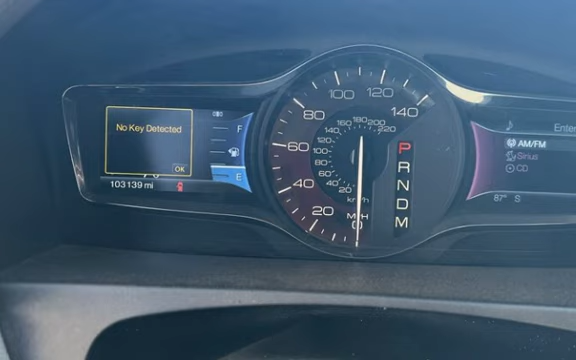 No Key Detected
OK
103139 mi
F
E
0
20
40
60
80
100
120
140
20
40
60
80
100
120
140
160
180
200
220
km/h
MPH
P
R
N
D
M
Enter
AM/FM
Sirius
CD
87° S